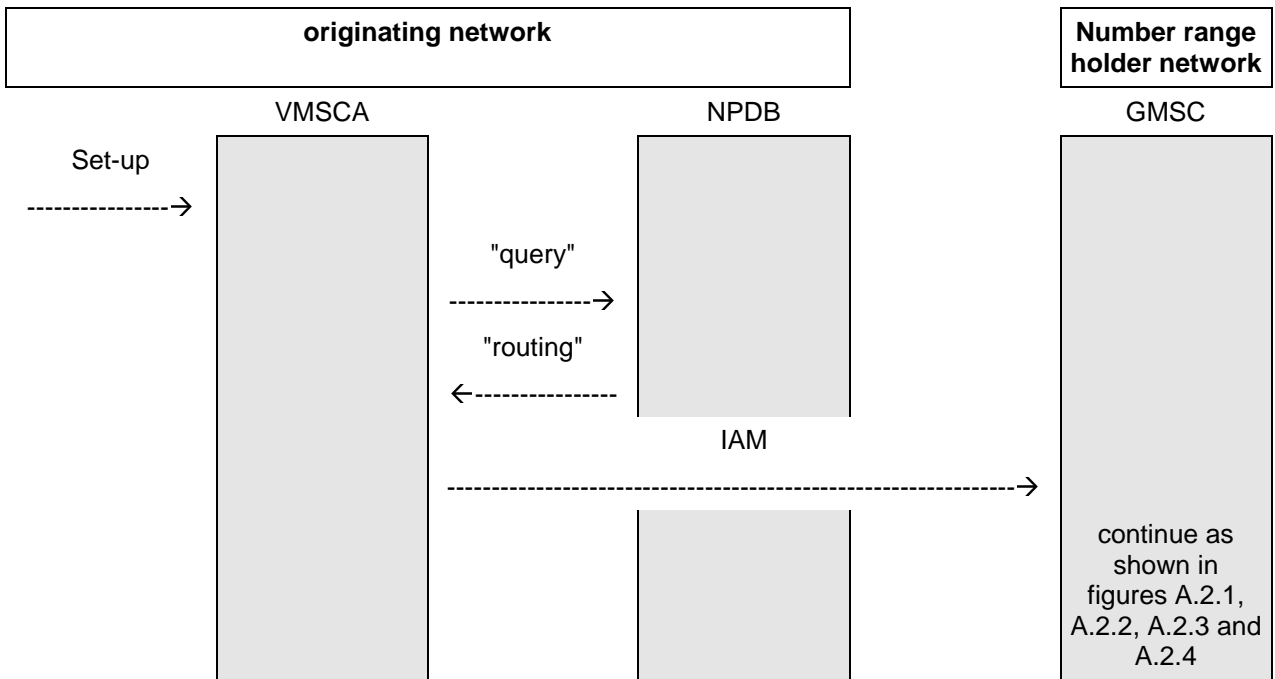 originating network
Number range
holder network
VMSCA
NPDB
GMSC
Set-up
"query"
"routing"
IAM
continue as
shown in
figures A.2.1,
A.2.2, A.2.3 and
A.2.4